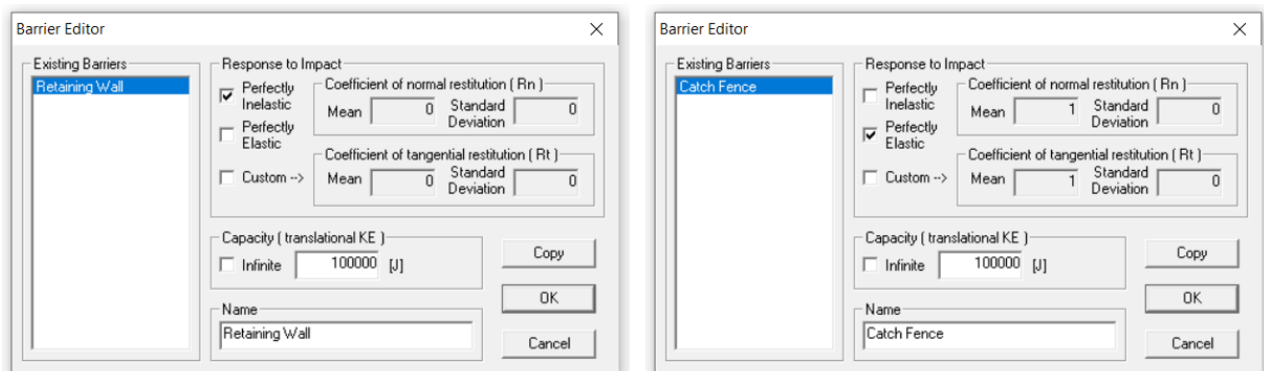 Barrier Editor
Existing Barriers
Retaining Wall
Response to Impact
Perfectly
Inelastic
Perfectly
Elastic
Custom -->
Coefficient of normal restitution ( Rn )
Mean 0 Standard
Deviation 0
Coefficient of tangential restitution ( Rt )
Mean 0 Standard
Deviation 0
Capacity ( translational KE )
Infinite 100000 [J]
Name
Retaining Wall
Copy
OK
Cancel
Barrier Editor
Existing Barriers
Catch Fence
Response to Impact
Perfectly
Inelastic
Perfectly
Elastic
Custom -->
Coefficient of normal restitution ( Rn )
Mean 1 Standard
Deviation 0
Coefficient of tangential restitution ( Rt )
Mean 1 Standard
Deviation 0
Capacity ( translational KE )
Infinite 100000 [J]
Name
Catch Fence
Copy
OK
Cancel